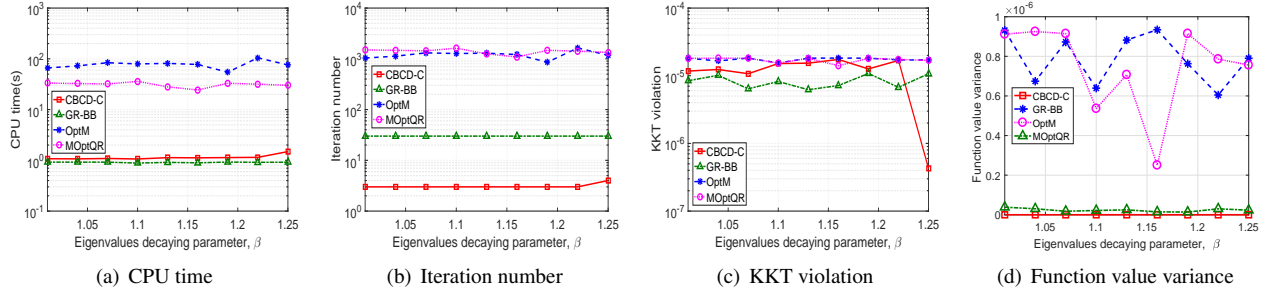 CPU time(s)
10^3
10^2
10^1
10^0
10^-1
CBCD-C
GR-BB
OptM
MOptQR
1.05 1.1 1.15 1.2 1.25
Eigenvalues decaying parameter, β
(a) CPU time
Iteration number
10^4
10^3
10^2
10^1
10^0
CBCD-C
GR-BB
OptM
MOptQR
1.05 1.1 1.15 1.2 1.25
Eigenvalues decaying parameter, β
(b) Iteration number
KKT violation
10^-4
10^-5
10^-6
10^-7
CBCD-C
GR-BB
OptM
MOptQR
1.05 1.1 1.15 1.2 1.25
Eigenvalues decaying parameter, β
(c) KKT violation
Function value variance
×10^-6
1
0.8
0.6
0.4
0.2
0
CBCD-C
GR-BB
OptM
MOptQR
1.05 1.1 1.15 1.2 1.25
Eigenvalues decaying parameter, β
(d) Function value variance